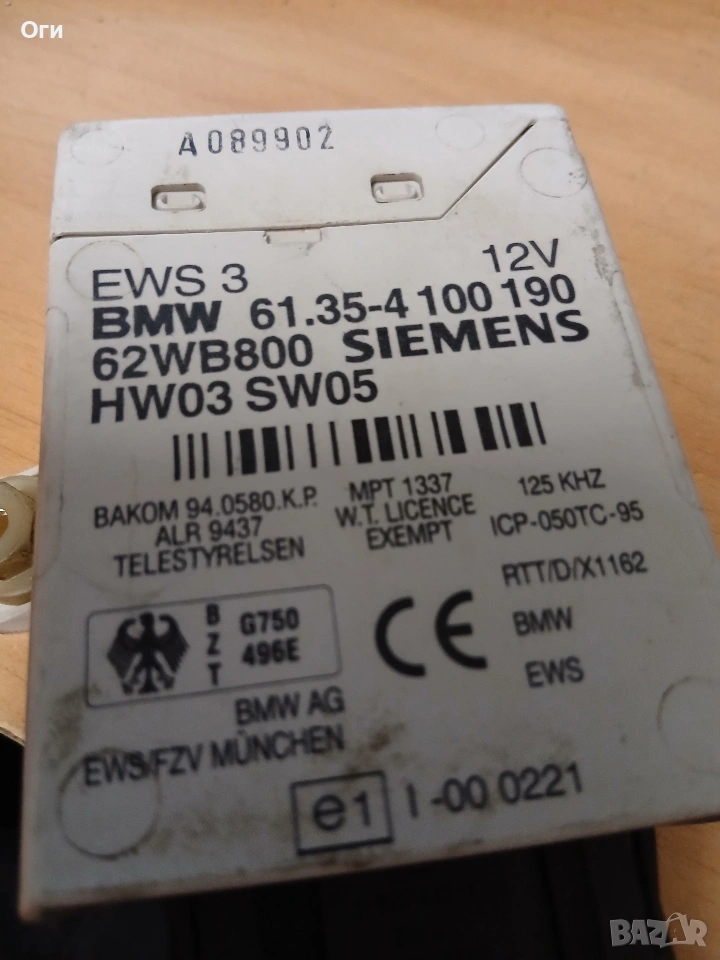 Оги
A089902
EWS 3 12V
BMW 61.35-4 100 190
62WB800 SIEMENS
HW03 SW05
BAKOM 94.0580.K.P. MPT 1337 125 KHZ
ALR 9437 W.T. LICENCE ICP-050TC-95
TELESTYRELSEN EXEMPT
RTT/D/X1162
B Z T G750 496E CE BMW
EWS
BMW AG
EWS/FZV MÜNCHEN
e1 I-00 0221
BAZAR